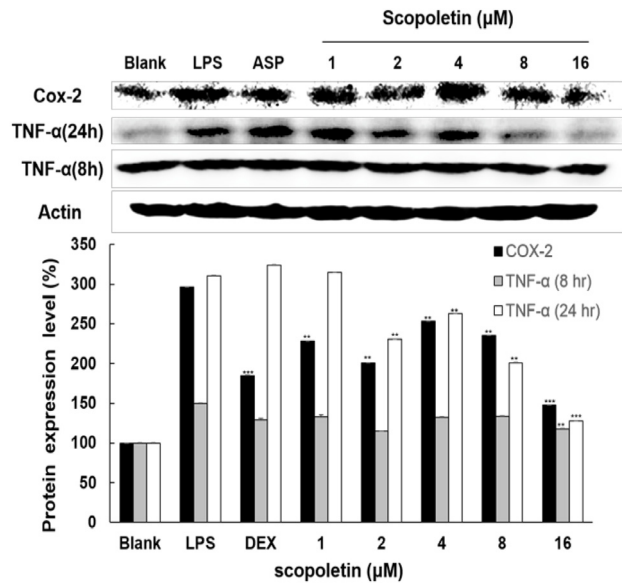 Scopoletin (μM)
Blank LPS ASP 1 2 4 8 16
Cox-2
TNF-α(24h)
TNF-α(8h)
Actin
350
300
250
200
150
100
50
0
Protein expression level (%)
COX-2
TNF-α (8 hr)
TNF-α (24 hr)
*** ** ** ** ** ** ** ** *** ** ***
Blank LPS DEX 1 2 4 8 16
scopoletin (μM)